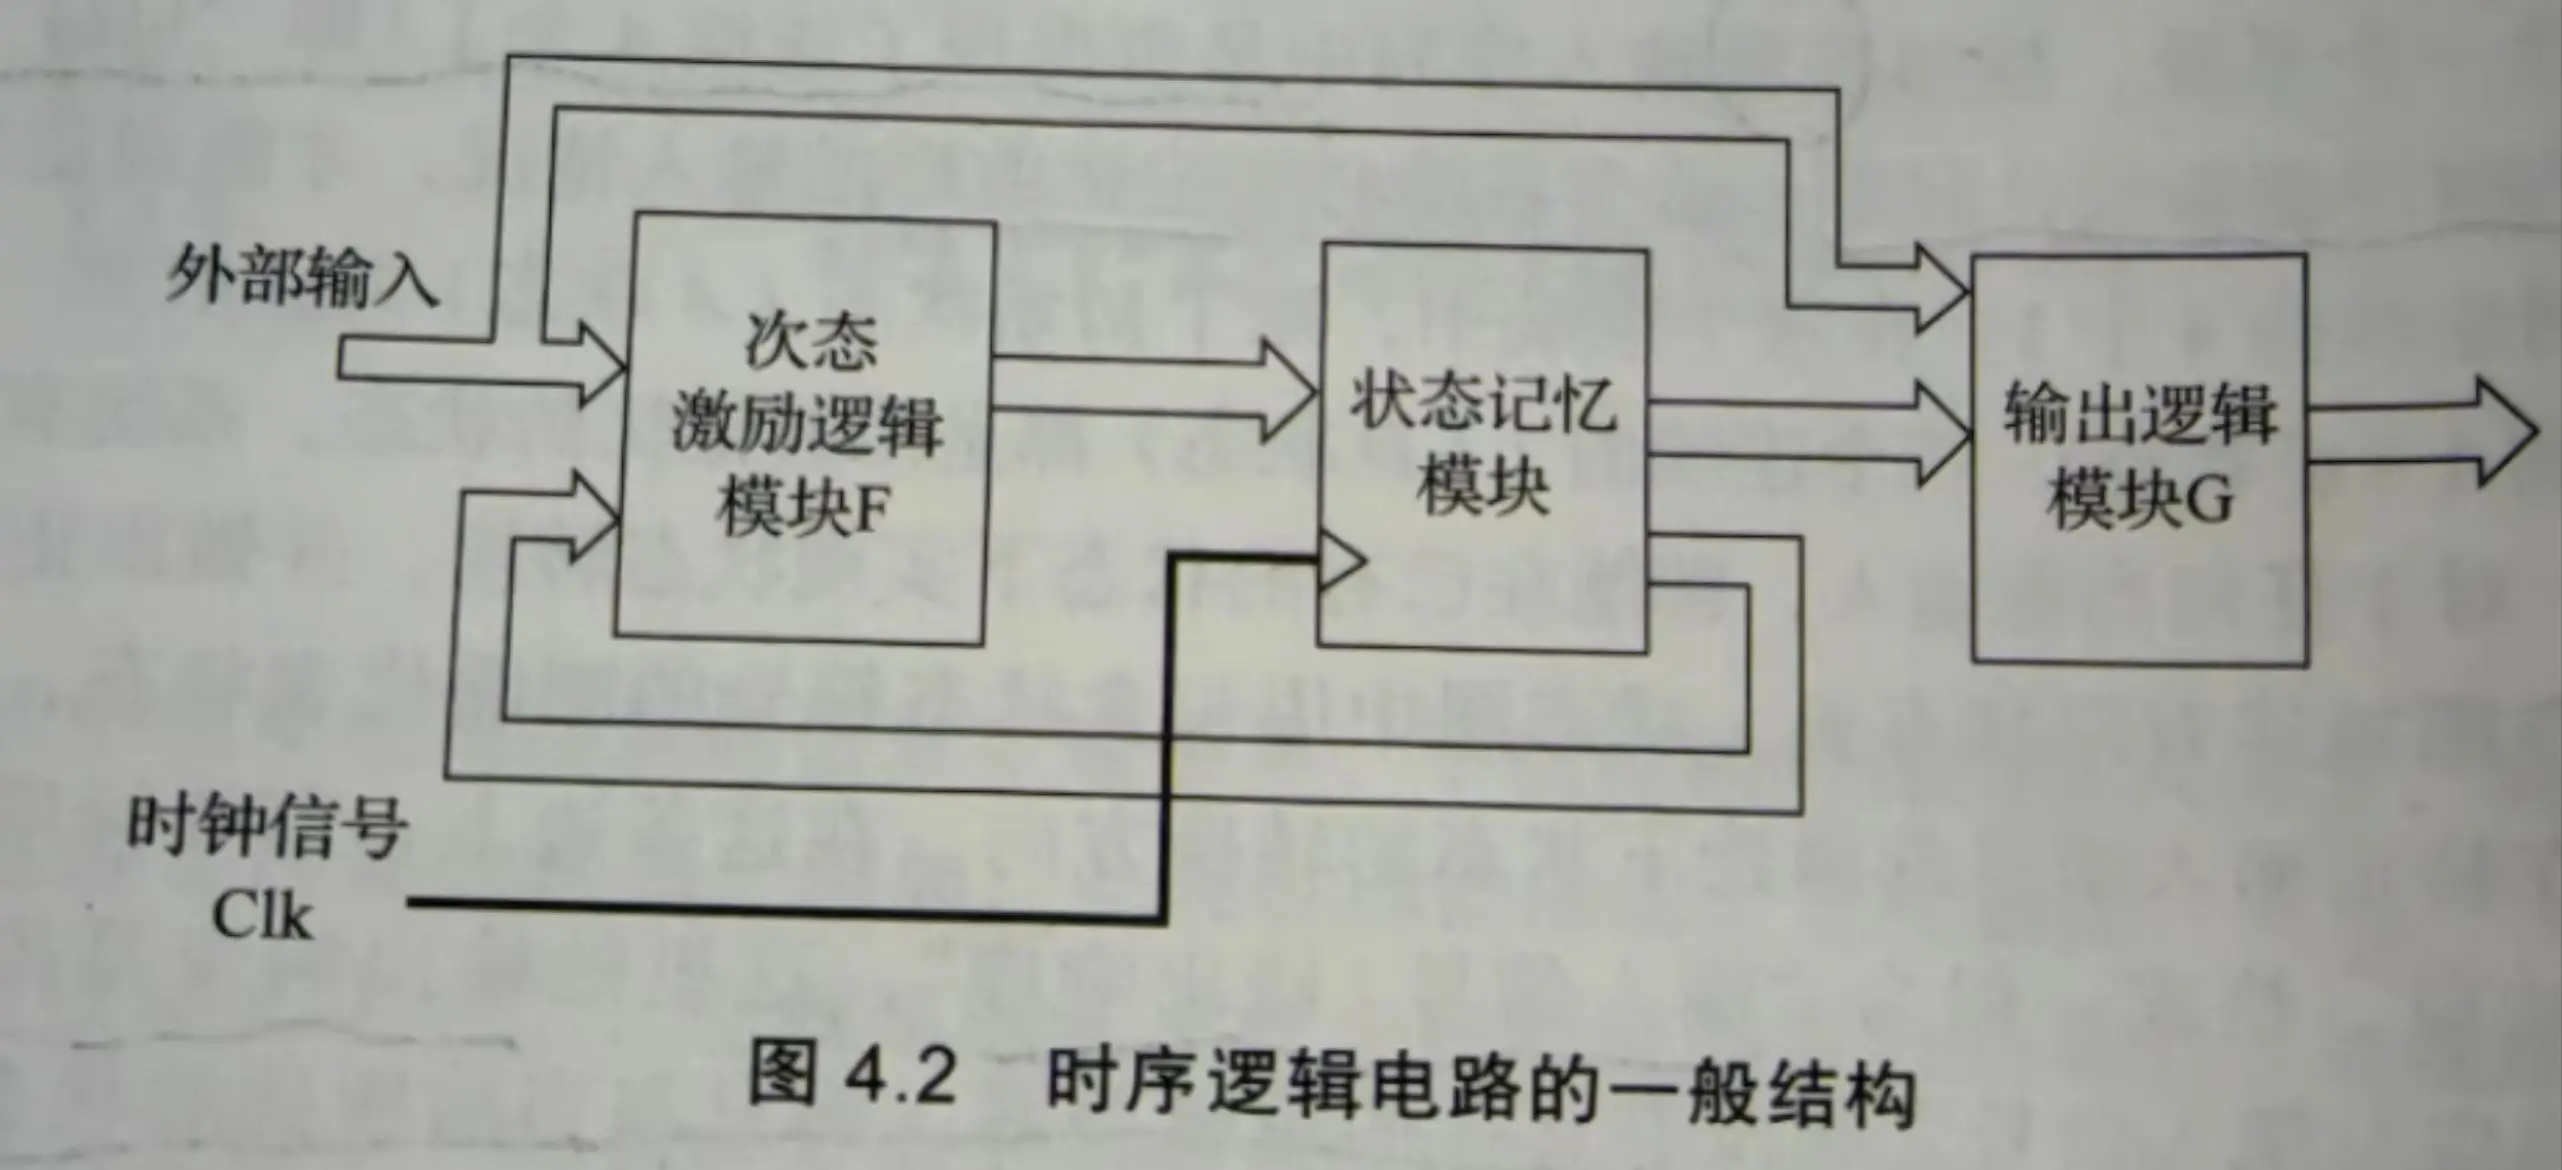 外部输入
次态
激励逻辑
模块F
状态记忆
模块
输出逻辑
模块G
时钟信号
Clk
图 4.2 时序逻辑电路的一般结构